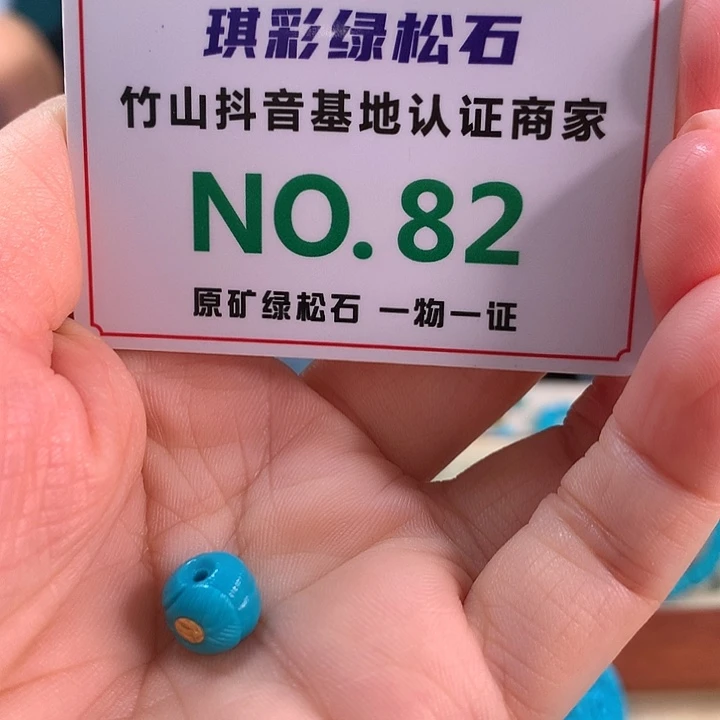 琪彩绿松石
竹山抖音基地认证商家
NO.82
原矿绿松石 一物一证